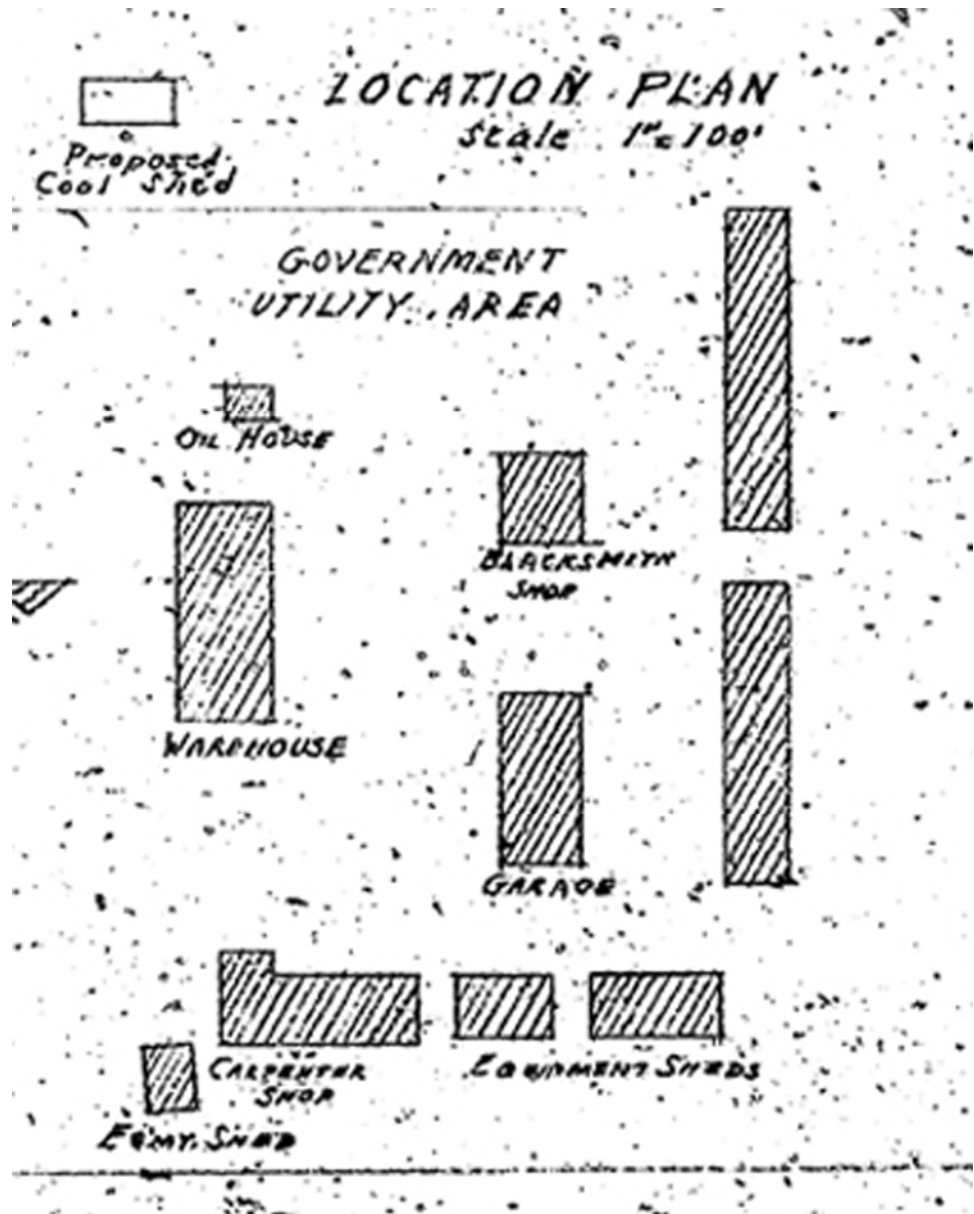 LOCATION PLAN
Scale 1"=100'
Proposed
Cool Shed
GOVERNMENT
UTILITY AREA
OIL HOUSE
BLACKSMITH
SHOP
WAREHOUSE
GARAGE
CARPENTER
SHOP
EQUIPMENT SHEDS
EQMT. SHED